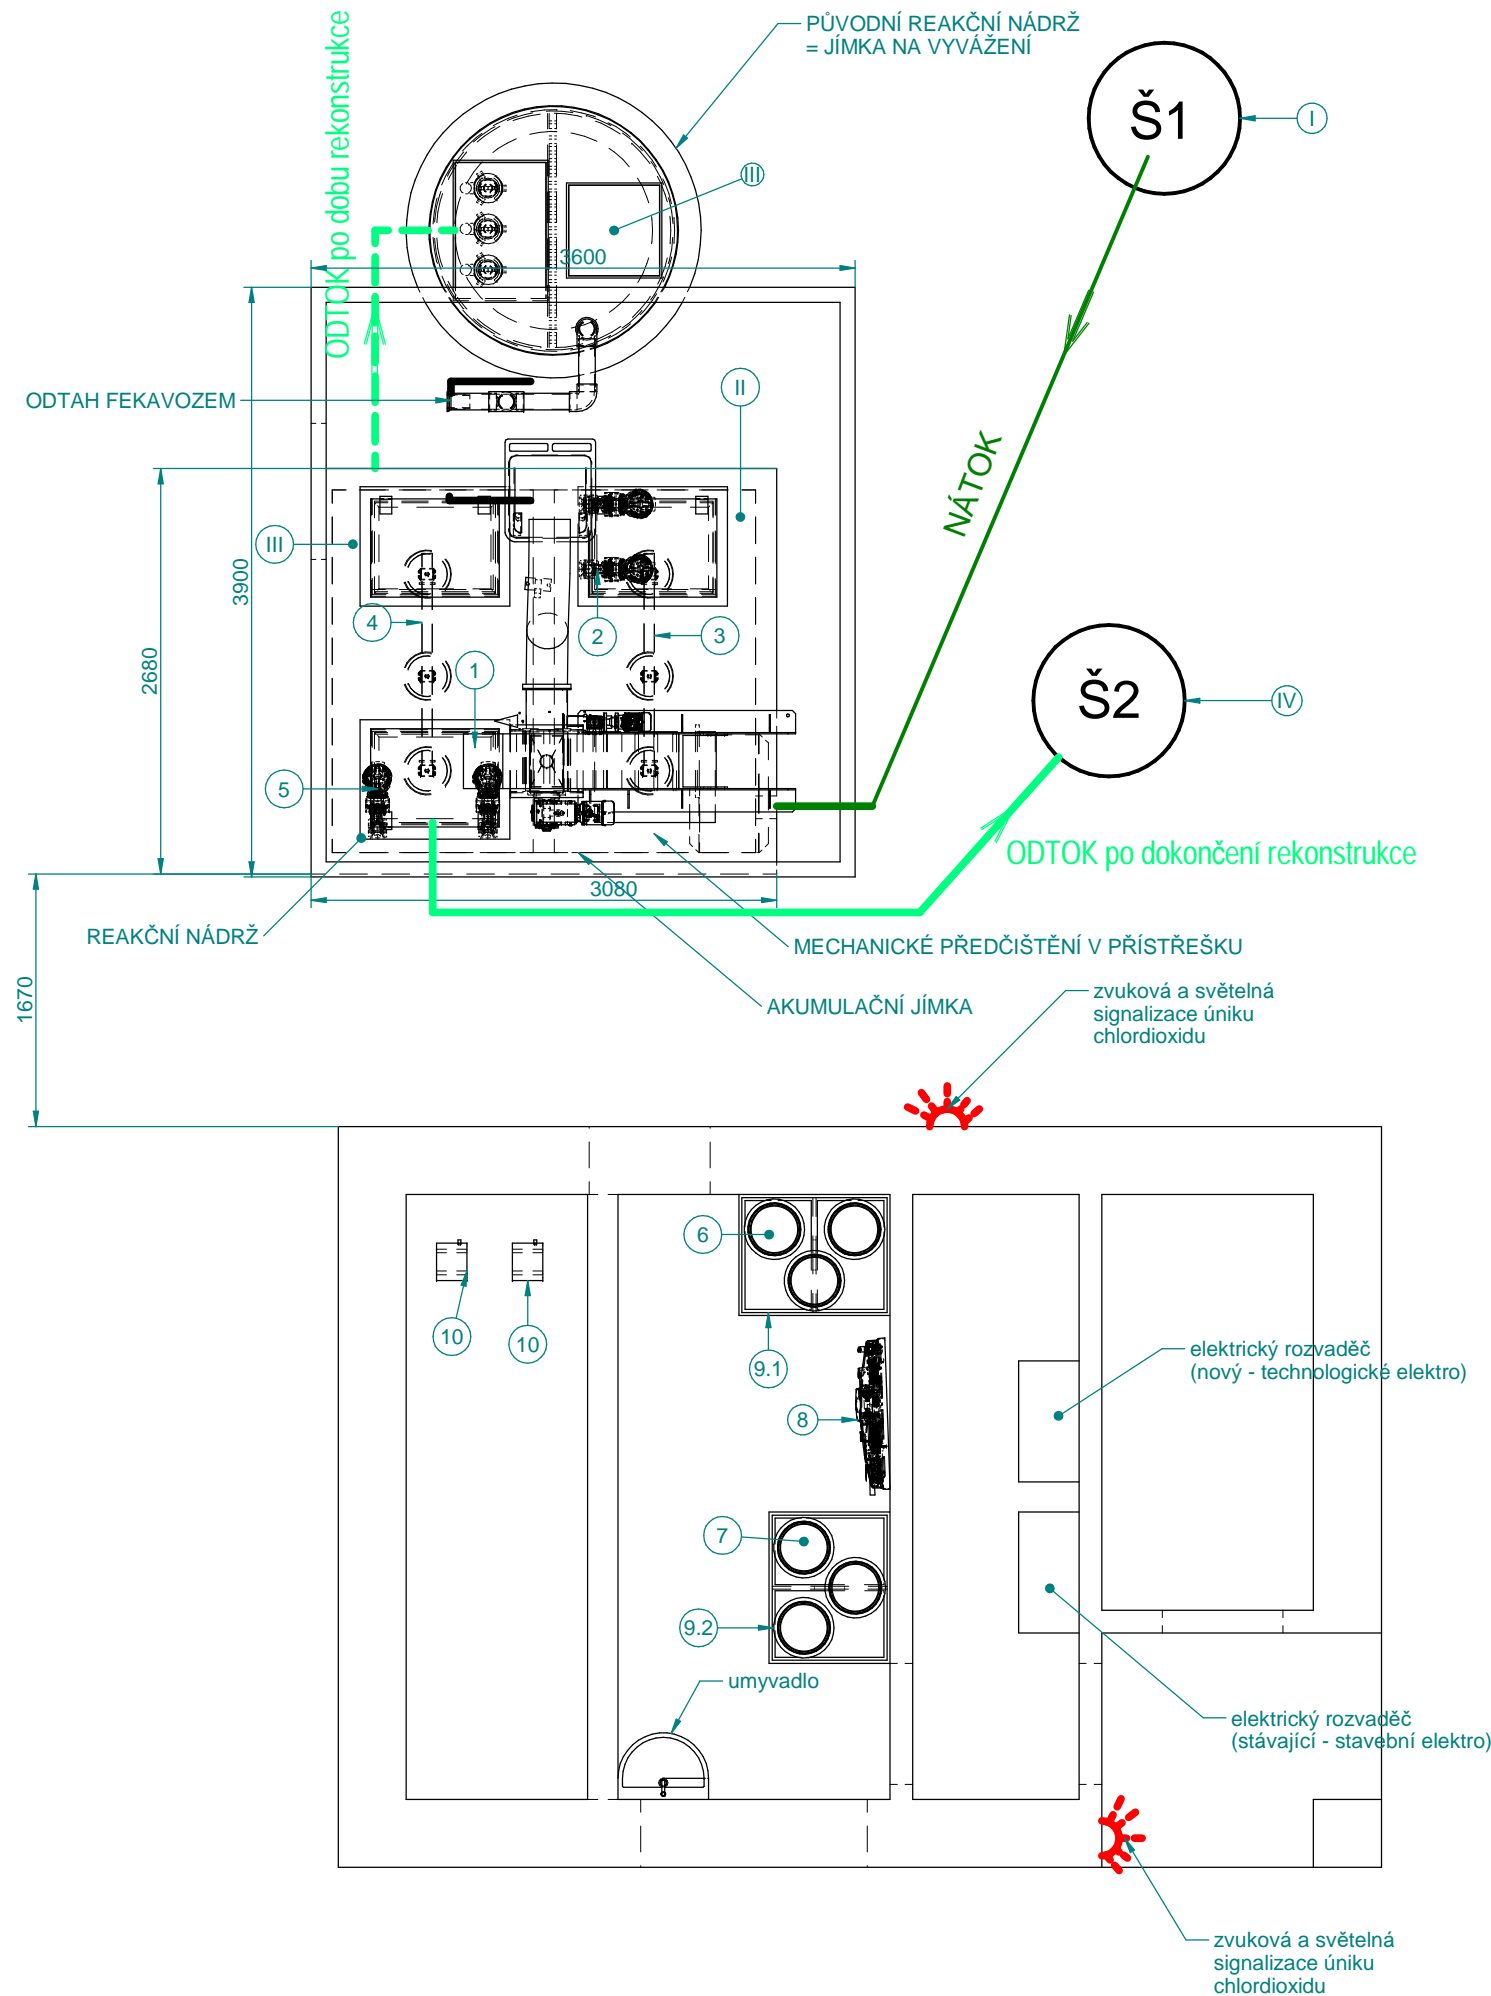 PŮVODNÍ REAKČNÍ NÁDRŽ
= JÍMKA NA VYVÁŽENÍ
Š1
I
ODTOK po dobu rekonstrukce
III
3600
ODTAH FEKAVOZEM
II
NÁTOK
III
3900
2680
4
2
3
1
Š2
IV
5
ODTOK po dokončení rekonstrukce
3080
REAKČNÍ NÁDRŽ
MECHANICKÉ PŘEDČIŠTĚNÍ V PŘÍSTŘEŠKU
AKUMULAČNÍ JÍMKA
1670
zvuková a světelná
signalizace úniku
chlordioxidu
6
10
10
9.1
elektrický rozvaděč
(nový - technologické elektro)
8
7
9.2
umyvadlo
elektrický rozvaděč
(stávající - stavební elektro)
zvuková a světelná
signalizace úniku
chlordioxidu